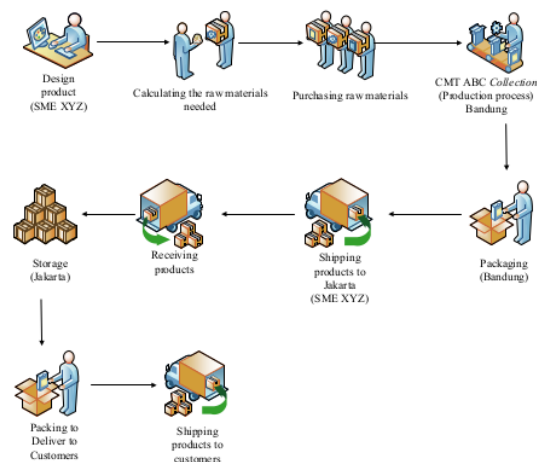 Design
product
(SME XYZ)
Calculating the raw materials
needed
Purchasing raw materials
CMT ABC Collection
(Production process)
Bandung
Storage
(Jakarta)
Receiving
products
Shipping
products to
Jakarta
(SME XYZ)
Packaging
(Bandung)
Packing to
Deliver to
Customers
Shipping
products to
customers